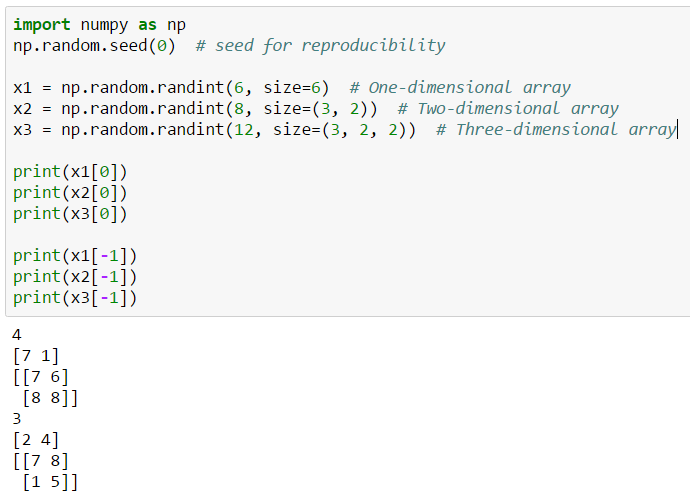 import numpy as np
np.random.seed(0)  # seed for reproducibility
x1 = np.random.randint(6, size=6)  # One-dimensional array
x2 = np.random.randint(8, size=(3, 2))  # Two-dimensional array
x3 = np.random.randint(12, size=(3, 2, 2))  # Three-dimensional array
print(x1[0])
print(x2[0])
print(x3[0])
print(x1[-1])
print(x2[-1])
print(x3[-1])
4
[7 1]
[[7 6]
 [8 8]]
3
[2 4]
[[7 8]
 [1 5]]